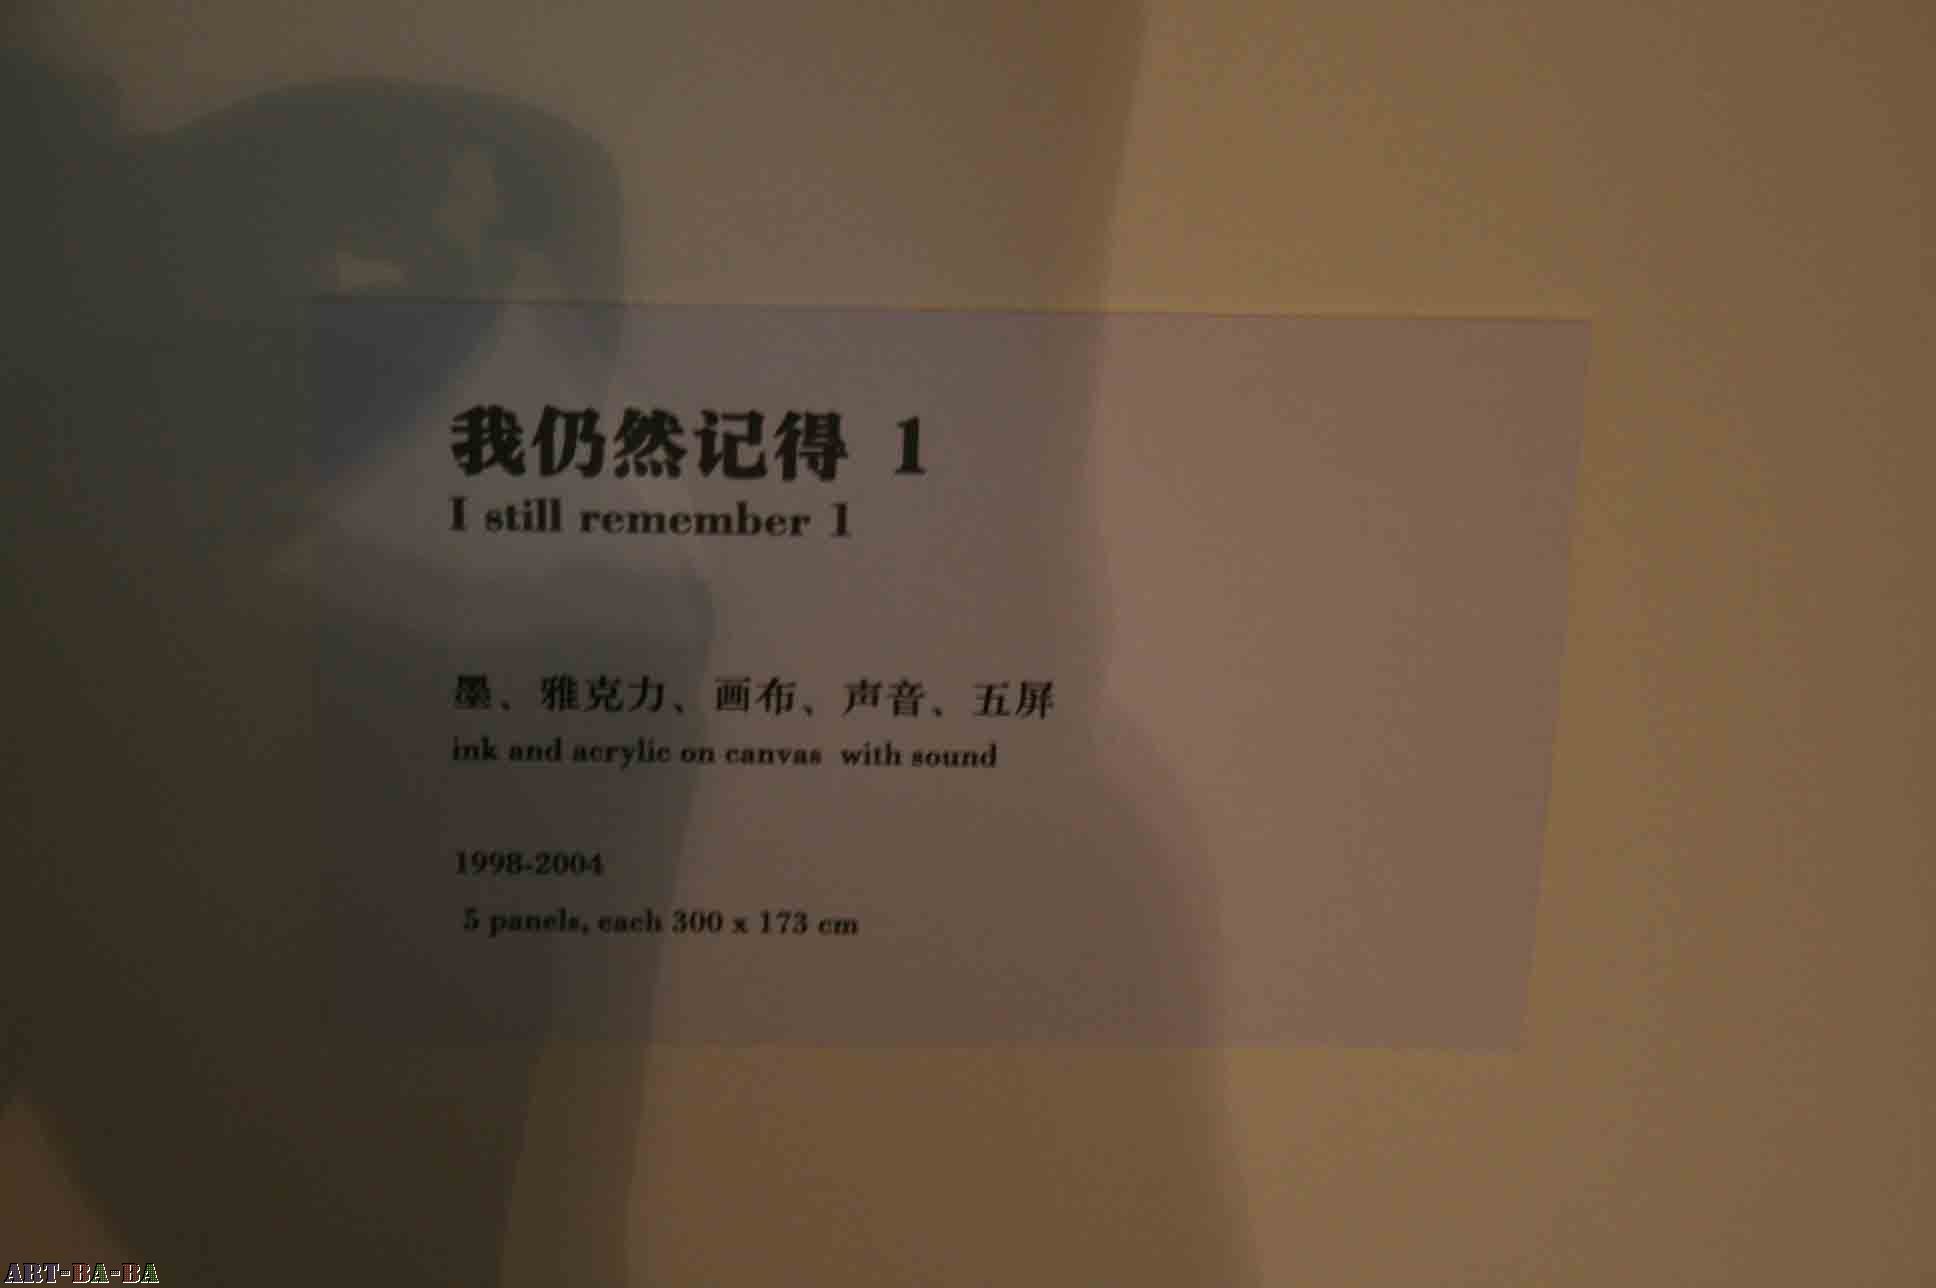 我仍然记得 1
I still remember 1
墨、雅克力、画布、声音、五屏
ink and acrylic on canvas with sound
1998-2004
5 panels, each 300 x 173 cm
ART-BA-BA